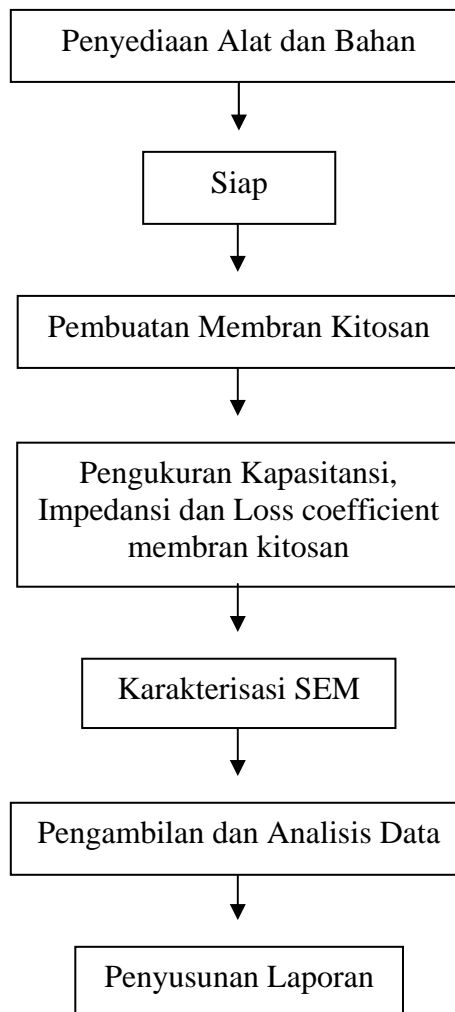 Penyediaan Alat dan Bahan
Siap
Pembuatan Membran Kitosan
Pengukuran Kapasitansi,
Impedansi dan Loss coefficient
membran kitosan
Karakterisasi SEM
Pengambilan dan Analisis Data
Penyusunan Laporan